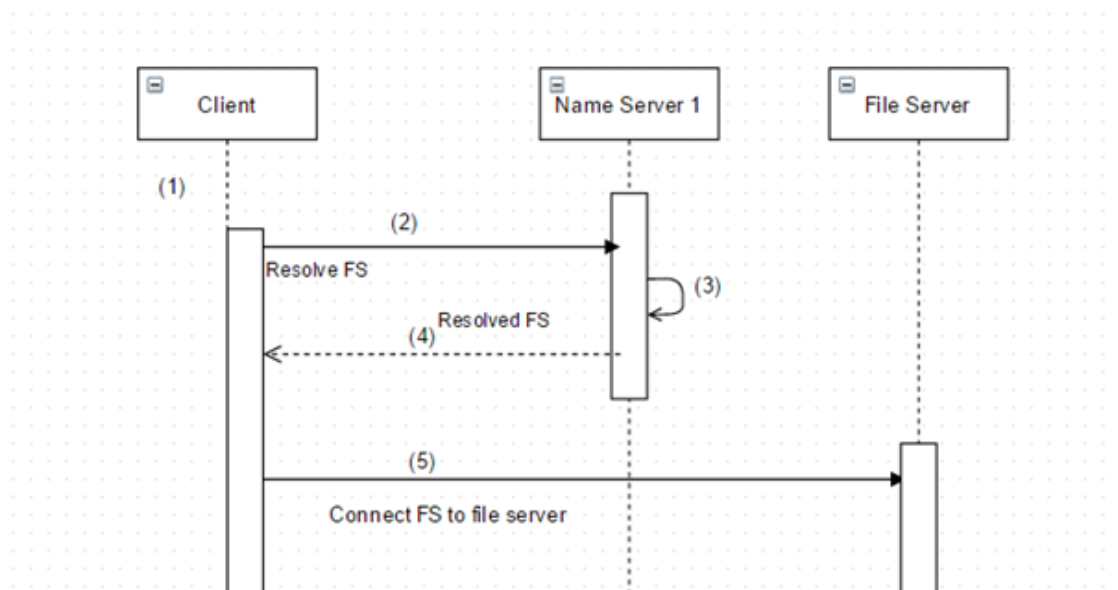 Client
Name Server 1
File Server
(1)
(2)
Resolve FS
(3)
Resolved FS
(4)
(5)
Connect FS to file server